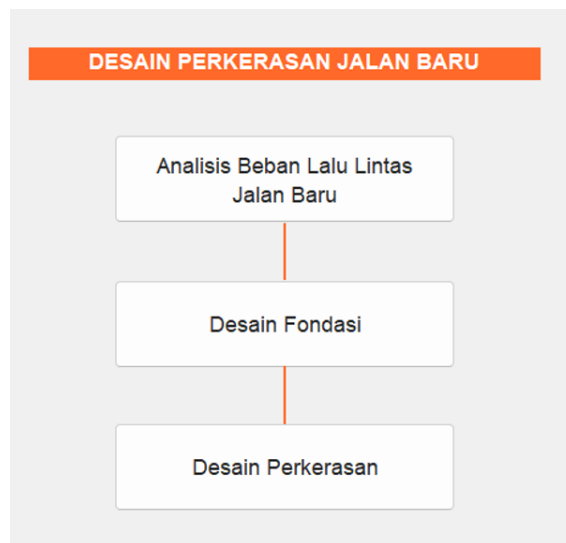 DESAIN PERKERASAN JALAN BARU
Analisis Beban Lalu Lintas
Jalan Baru
Desain Fondasi
Desain Perkerasan